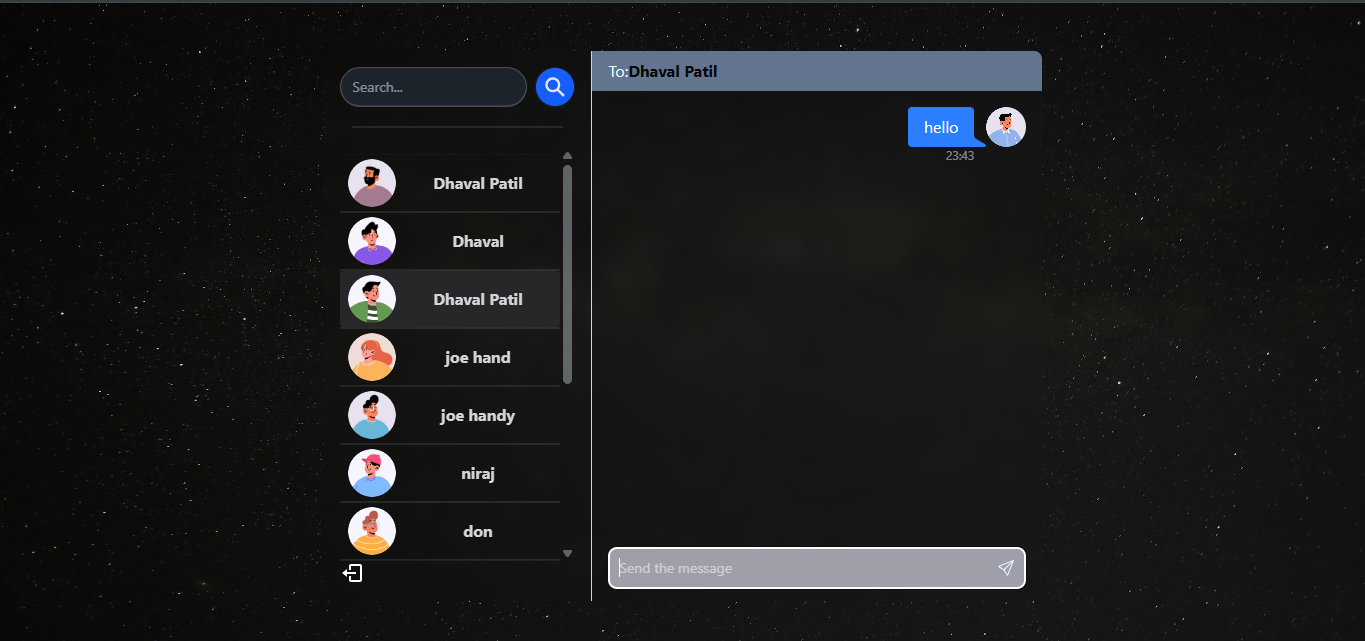 Search...
Dhaval Patil
Dhaval
Dhaval Patil
joe hand
joe handy
niraj
don
To:Dhaval Patil
hello
23:43
Send the message